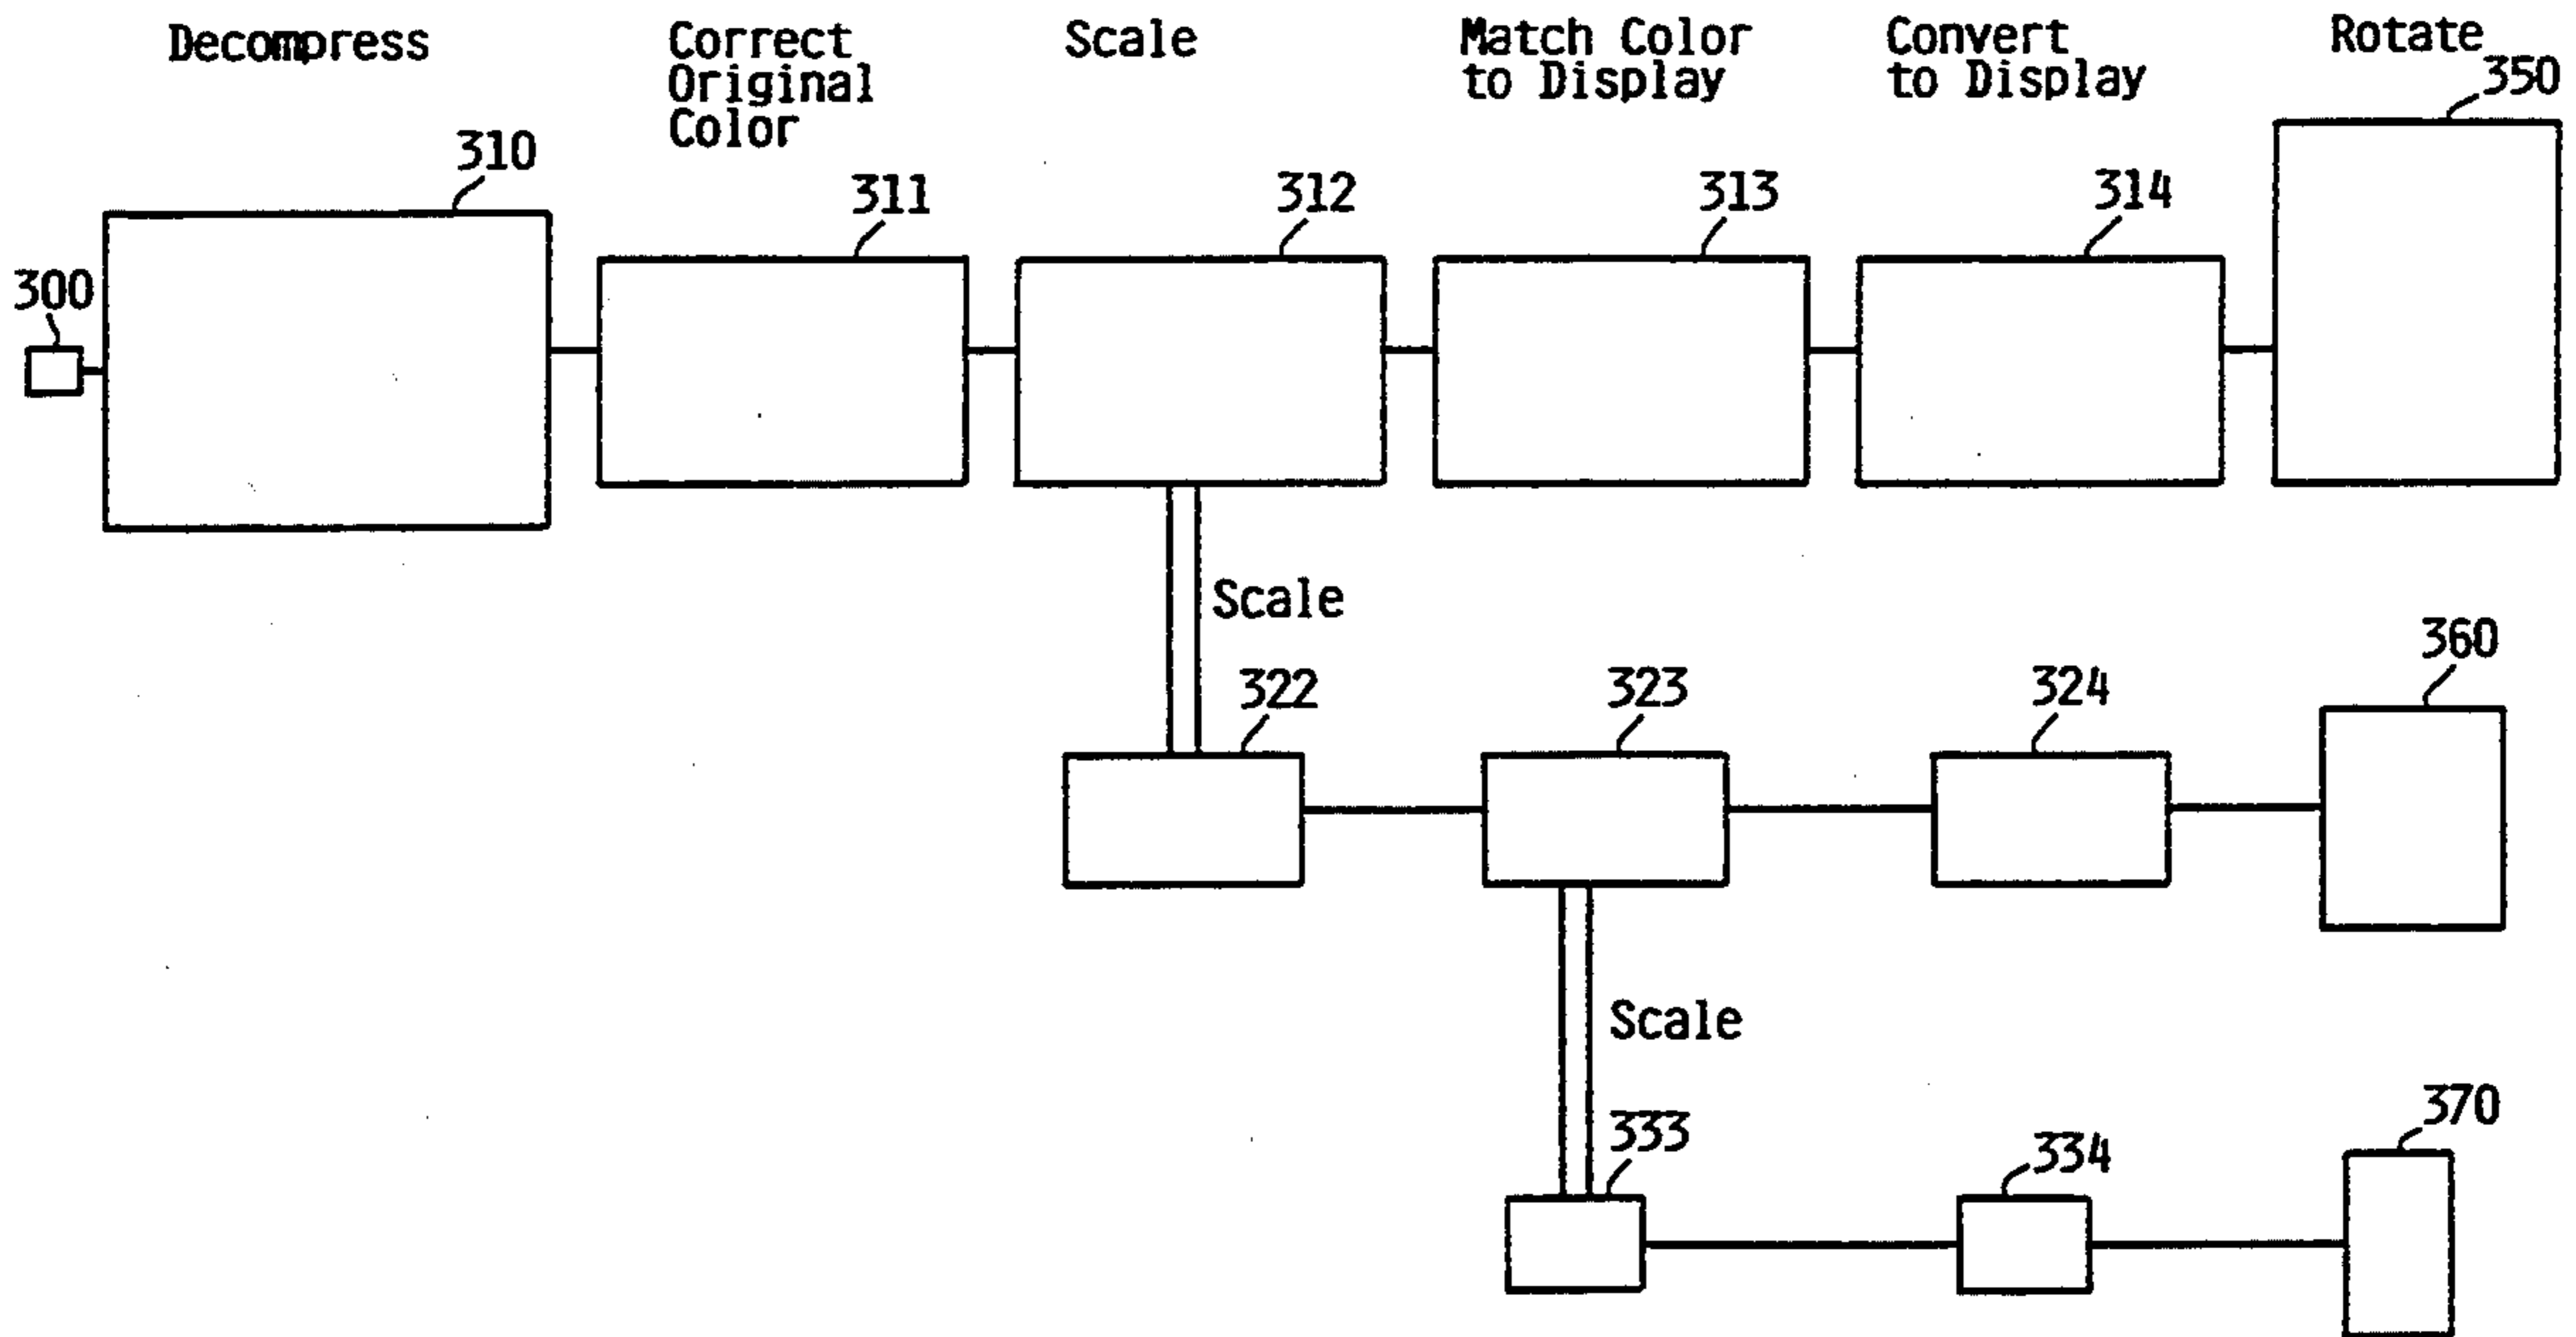 Decompress
Correct
Original
Color
Scale
Match Color
to Display
Convert
to Display
Rotate
350
310
311
312
313
314
300
Scale
322
323
324
360
Scale
333
334
370